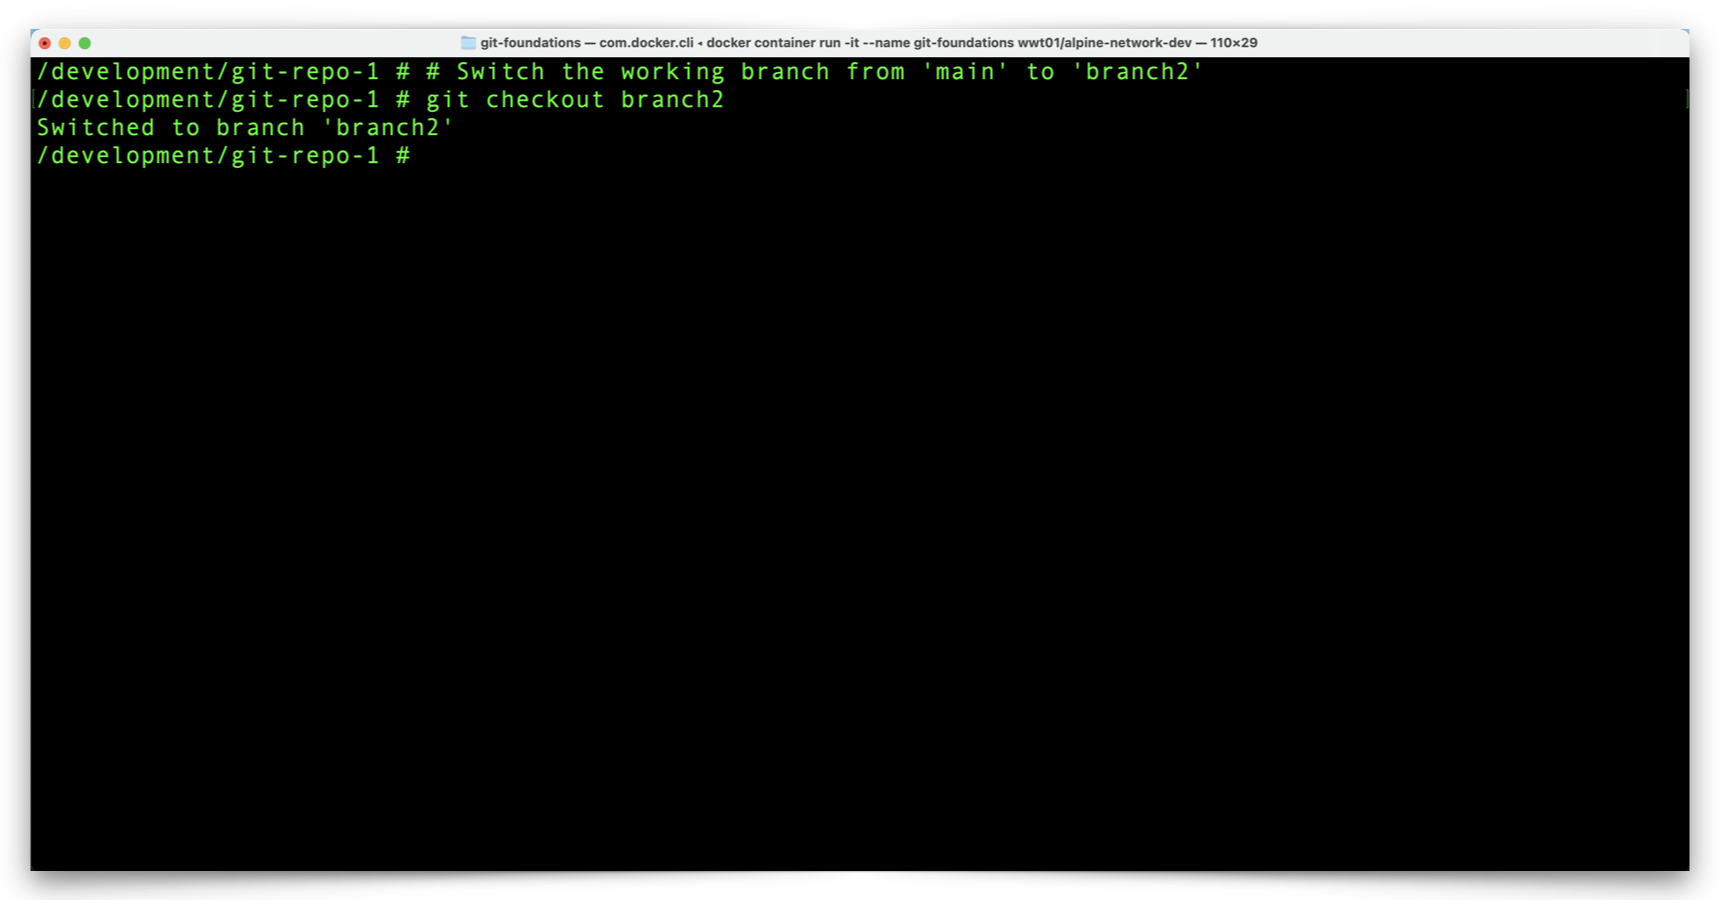 git-foundations — com.docker.cli ◂ docker container run -it --name git-foundations wwt01/alpine-network-dev — 110×29
/development/git-repo-1 # # Switch the working branch from 'main' to 'branch2'
/development/git-repo-1 # git checkout branch2
Switched to branch 'branch2'
/development/git-repo-1 #